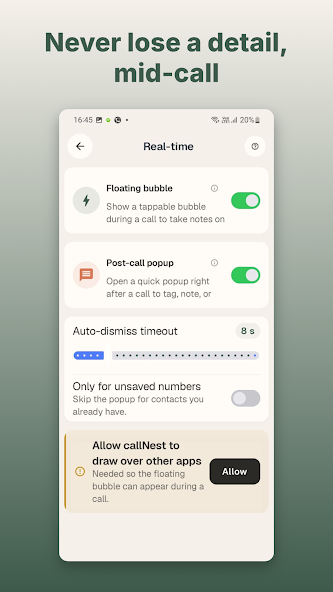 Never lose a detail,
mid-call
16:45 20%
Real-time
Floating bubble
Show a tappable bubble
during a call to take notes on
Post-call popup
Open a quick popup right
after a call to tag, note, or
Auto-dismiss timeout 8 s
Only for unsaved numbers
Skip the popup for contacts you
already have.
Allow callNest to
draw over other apps
Needed so the floating
bubble can appear during a
call.
Allow